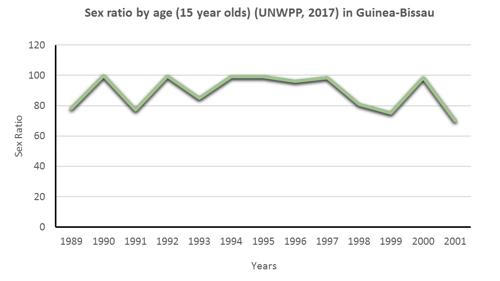 Sex ratio by age (15 year olds) (UNWPP, 2017) in Guinea-Bissau
120
100
80
60
40
20
0
Sex Ratio
1989 1990 1991 1992 1993 1994 1995 1996 1997 1998 1999 2000 2001
Years